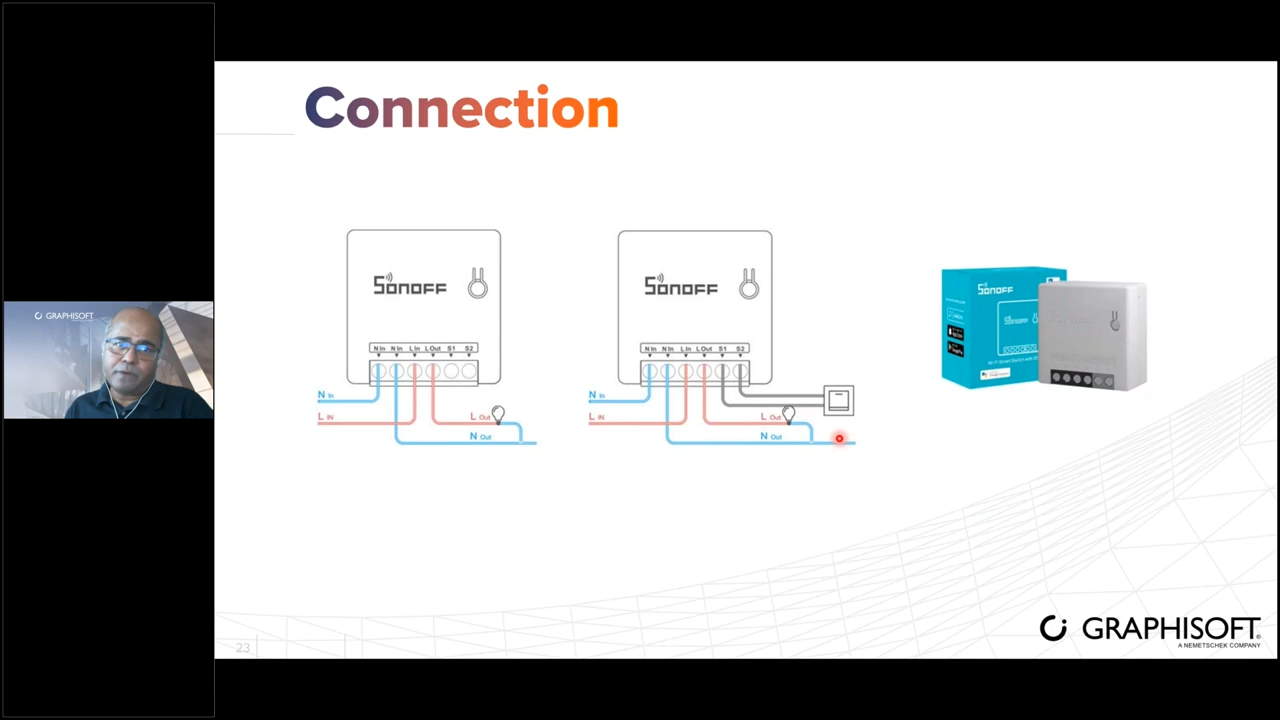 Connection
GRAPHISOFT
SONOFF
N In N In L In L Out S1 S2
N In
L IN
L Out
N Out
SONOFF
N In N In L In L Out S1 S2
N In
L IN
L Out
N Out
SONOFF
23
GRAPHISOFT
A NEMETSCHEK COMPANY